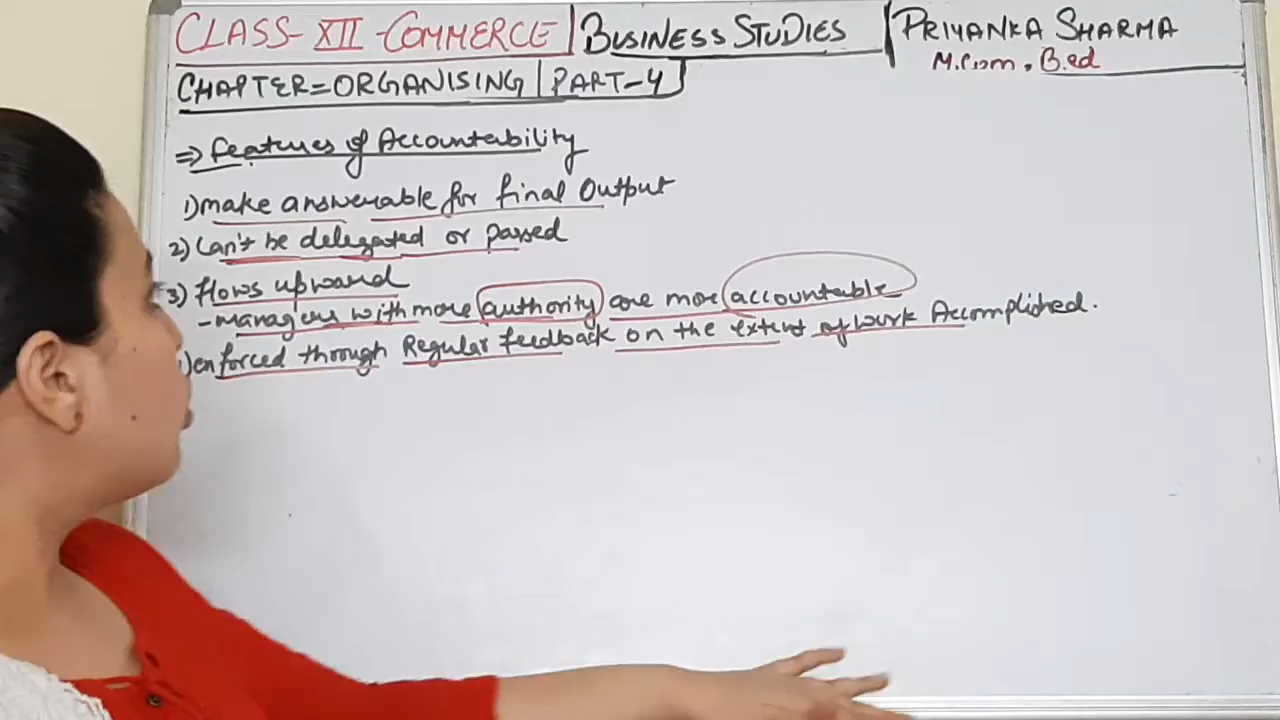 CLASS-XII-COMMERCE | BUSINESS STUDIES | PRIYANKA SHARMA
M.Com, B.ed
CHAPTER=ORGANISING | PART-4
⇒ Features of Accountability
1) make answerable for final Output
2) Can't be delegated or passed
3) flows upward
- managers with more authority are more accountable
) enforced through Regular feedback on the extent of work Accomplished.